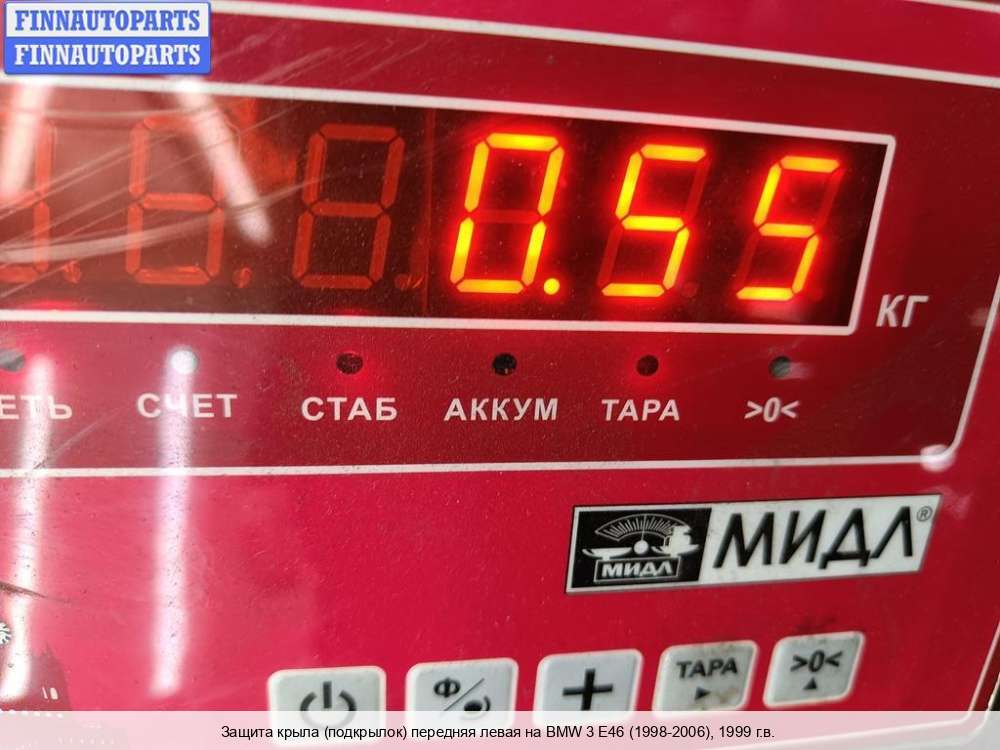 FINNAUTOPARTS
FINNAUTOPARTS
0.55
КГ
ЕТЬ СЧЕТ СТАБ АККУМ ТАРА >0<
МИДЛ МИДЛ®
Ф + ТАРА >0<
Защита крыла (подкрылок) передняя левая на BMW 3 E46 (1998-2006), 1999 г.в.